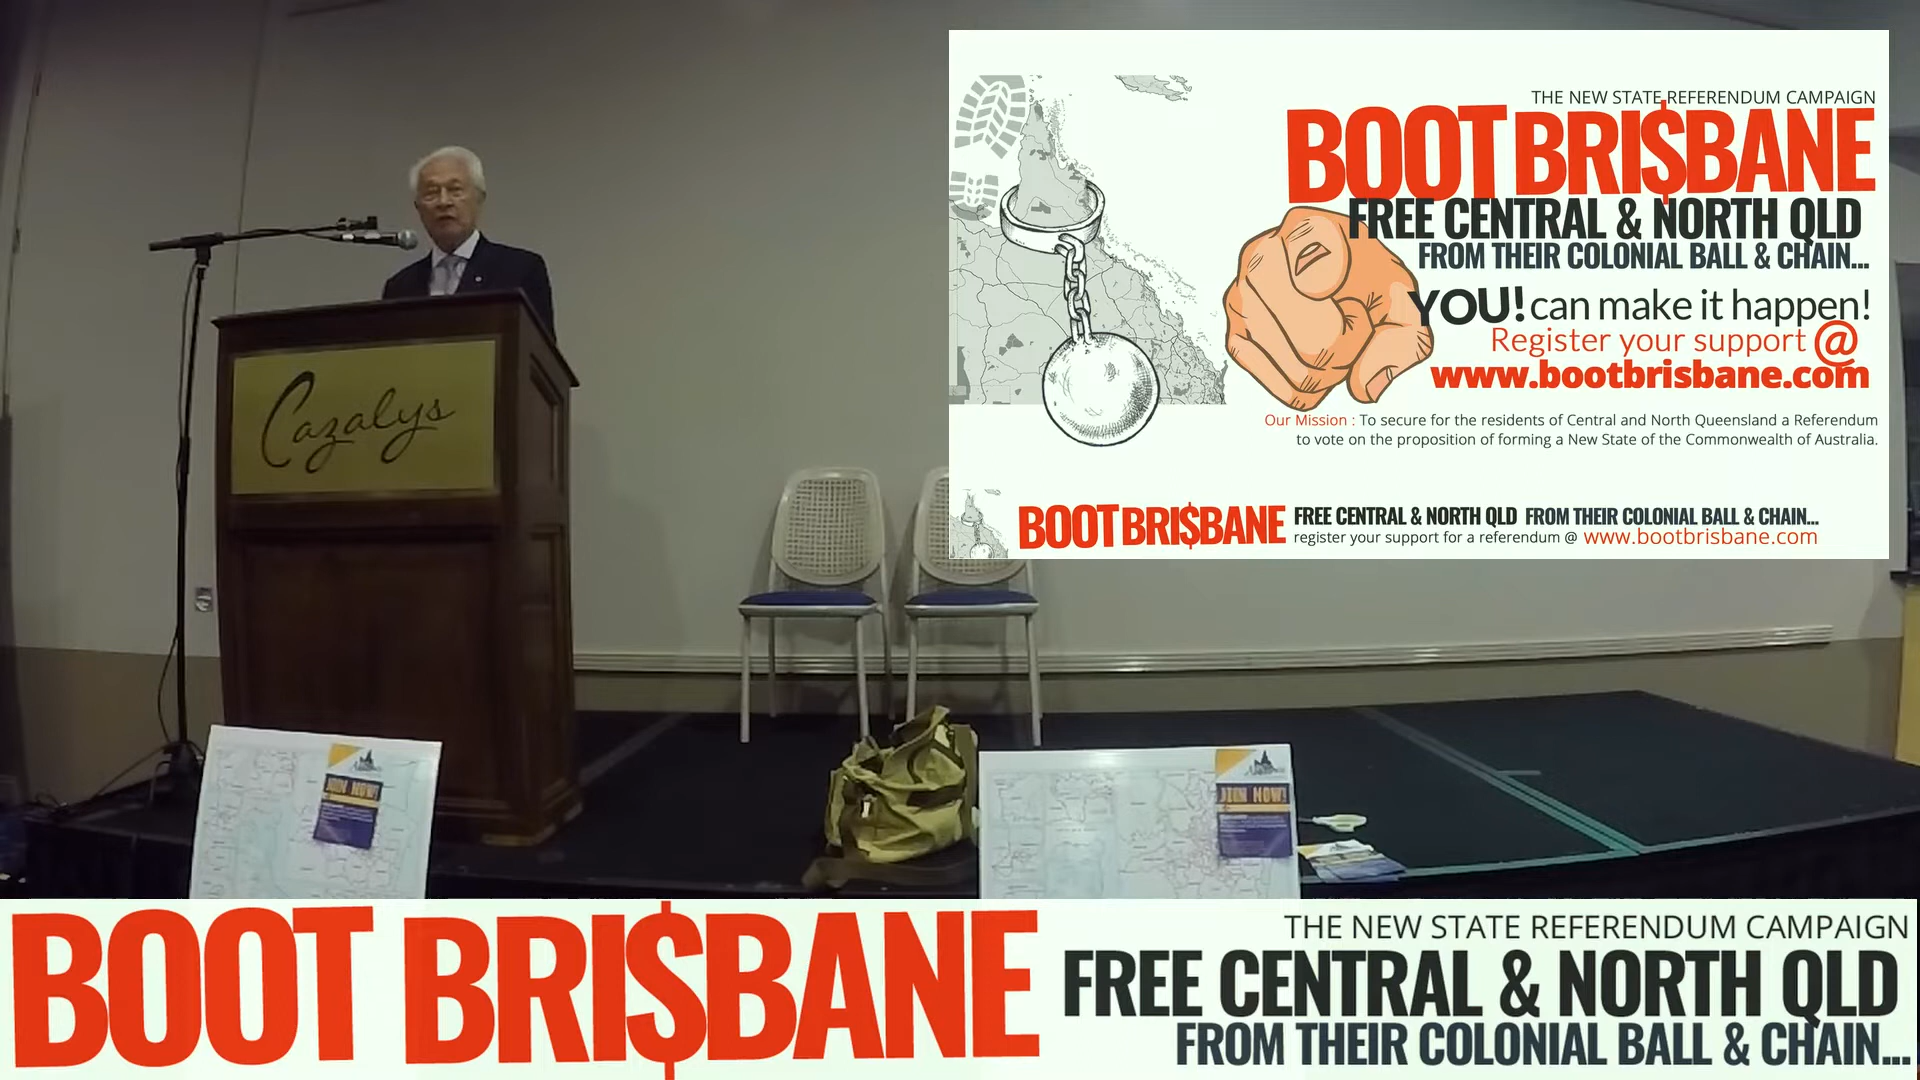 THE NEW STATE REFERENDUM CAMPAIGN
BOOT BRI$BANE
FREE CENTRAL & NORTH QLD
FROM THEIR COLONIAL BALL & CHAIN...
YOU! can make it happen!
Register your support @
www.bootbrisbane.com
Our Mission : To secure for the residents of Central and North Queensland a Referendum
to vote on the proposition of forming a New State of the Commonwealth of Australia.
BOOT BRI$BANE
FREE CENTRAL & NORTH QLD FROM THEIR COLONIAL BALL & CHAIN...
register your support for a referendum @ www.bootbrisbane.com
Cazalys
JOIN NOW!
JOIN NOW!
BOOT BRI$BANE
THE NEW STATE REFERENDUM CAMPAIGN
FREE CENTRAL & NORTH QLD
FROM THEIR COLONIAL BALL & CHAIN...